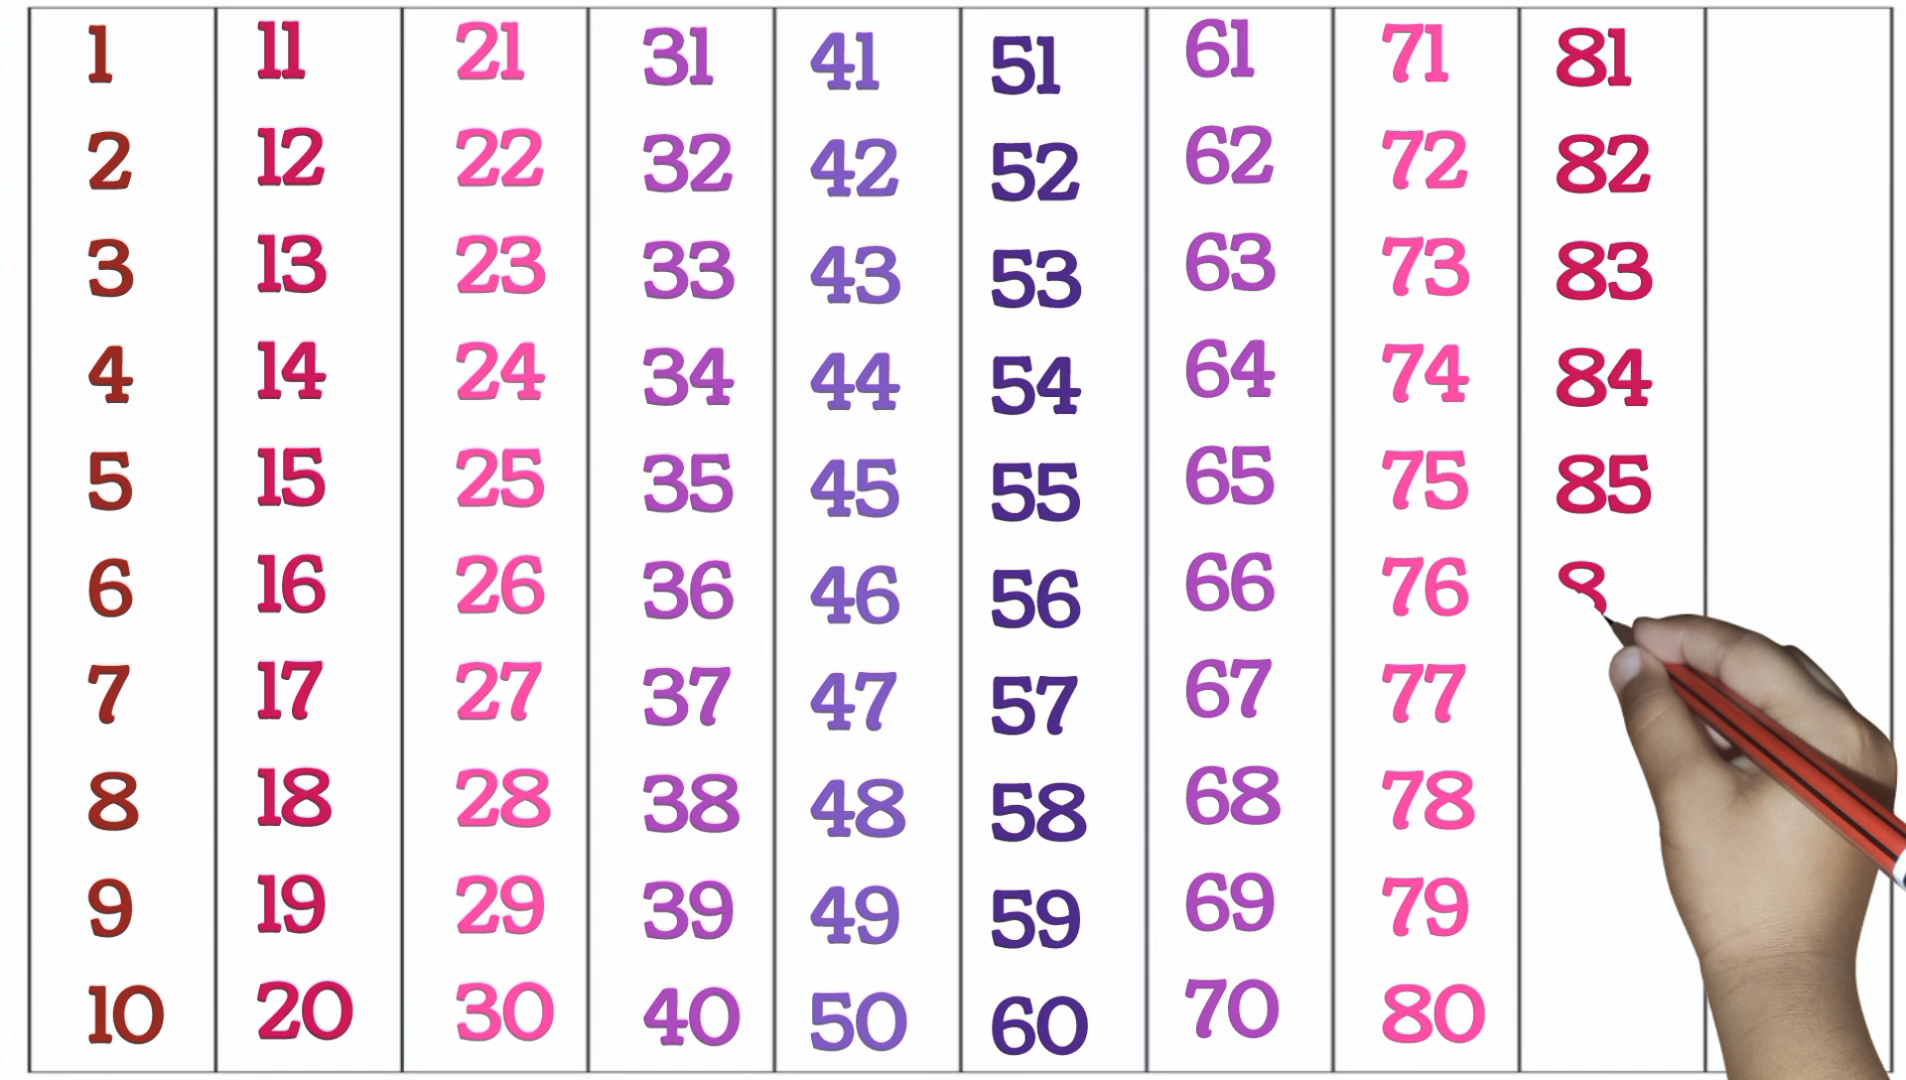 1 11 21 31 41 51 61 71 81
2 12 22 32 42 52 62 72 82
3 13 23 33 43 53 63 73 83
4 14 24 34 44 54 64 74 84
5 15 25 35 45 55 65 75 85
6 16 26 36 46 56 66 76 8
7 17 27 37 47 57 67 77
8 18 28 38 48 58 68 78
9 19 29 39 49 59 69 79
10 20 30 40 50 60 70 80